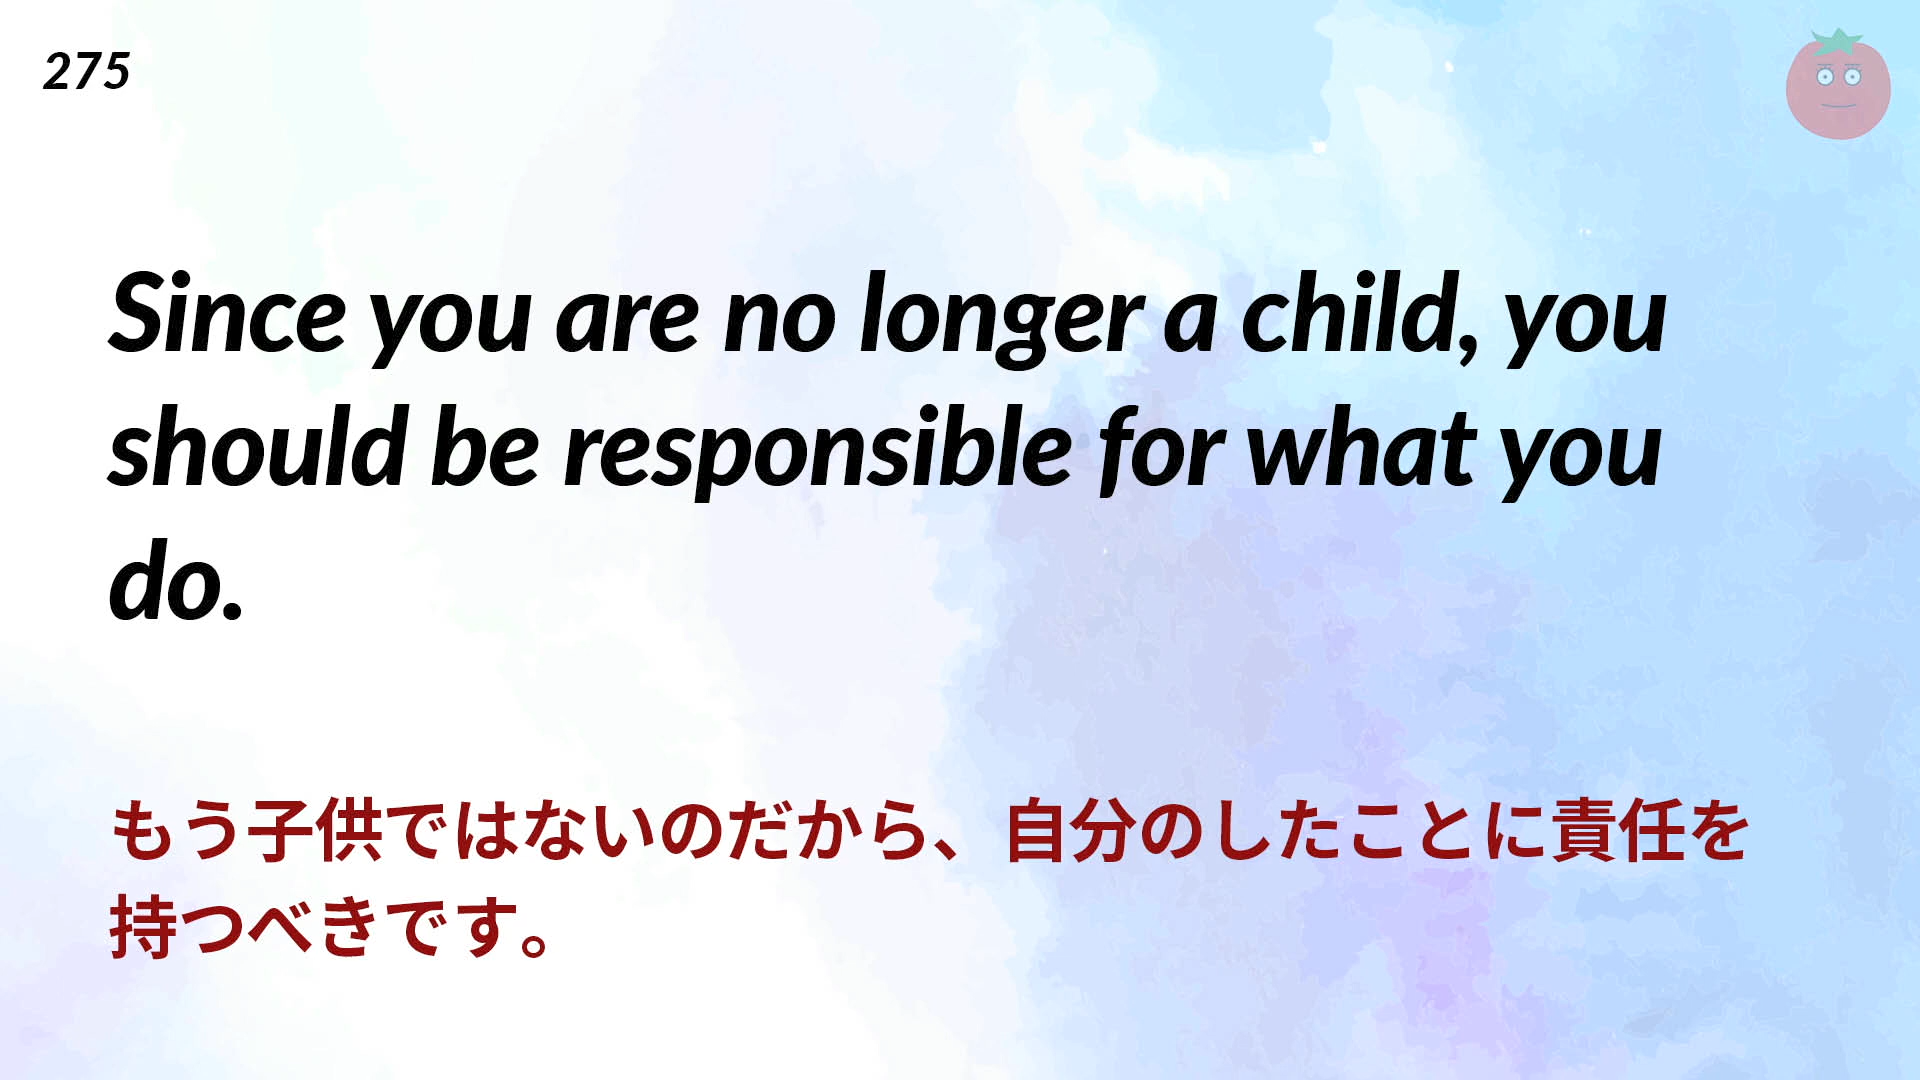 275
Since you are no longer a child, you
should be responsible for what you
do.
もう子供ではないのだから、自分のしたことに責任を
持つべきです。